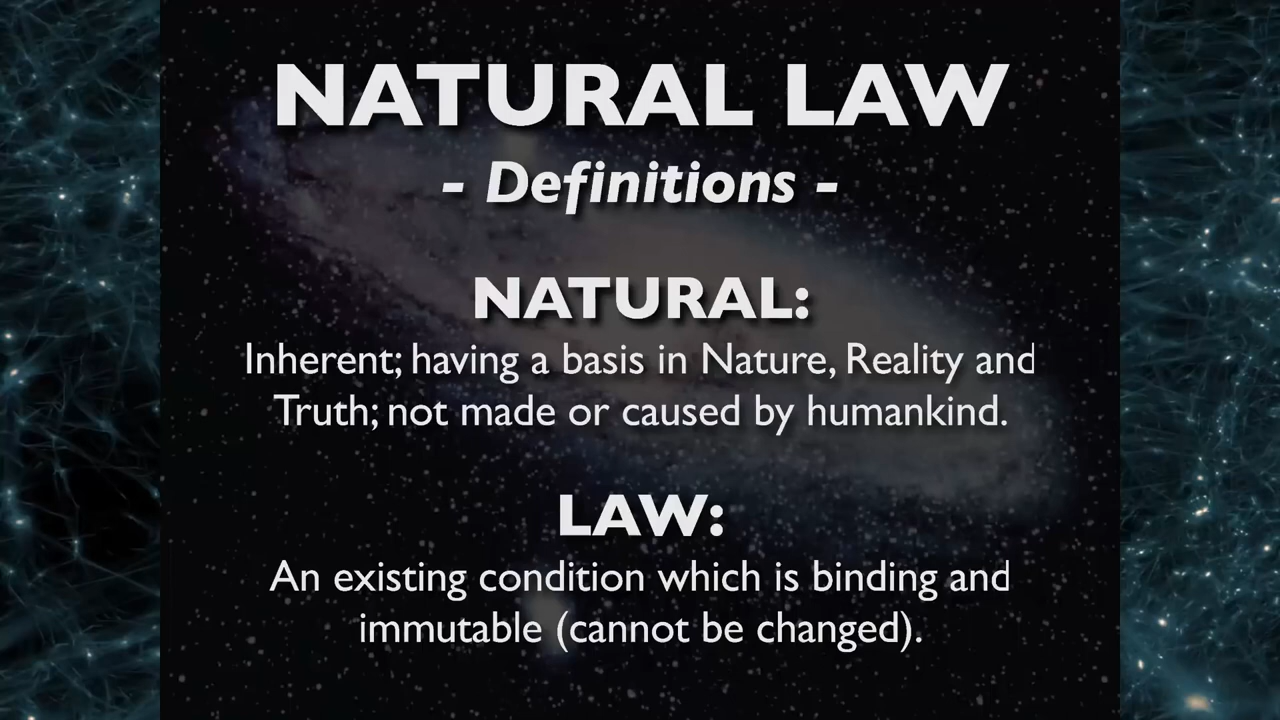 NATURAL LAW
- Definitions -
NATURAL:
Inherent; having a basis in Nature, Reality and
Truth; not made or caused by humankind.
LAW:
An existing condition which is binding and
immutable (cannot be changed).